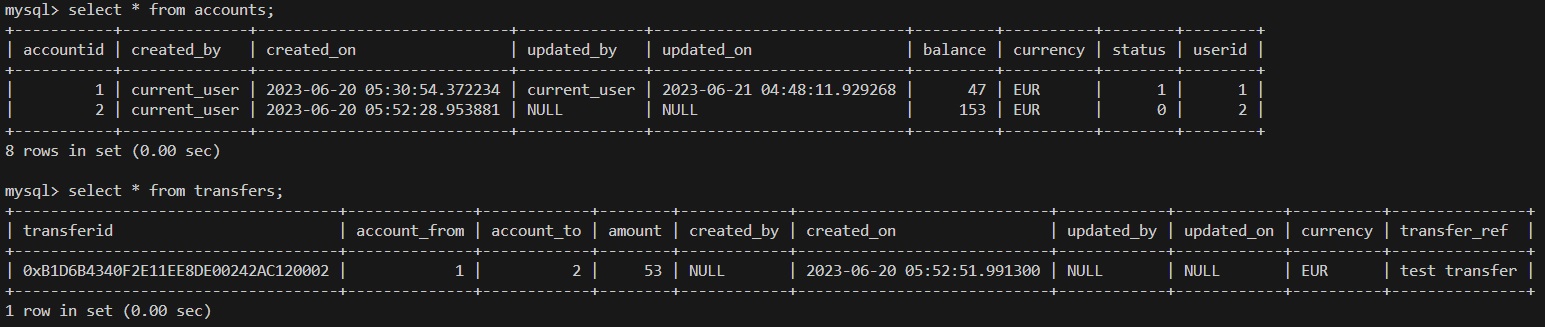 mysql> select * from accounts;
+-----------+--------------+----------------------------+--------------+----------------------------+---------+----------+--------+--------+
| accountid | created_by   | created_on                 | updated_by   | updated_on                 | balance | currency | status | userid |
+-----------+--------------+----------------------------+--------------+----------------------------+---------+----------+--------+--------+
|         1 | current_user | 2023-06-20 05:30:54.372234 | current_user | 2023-06-21 04:48:11.929268 |      47 | EUR      |      1 |      1 |
|         2 | current_user | 2023-06-20 05:52:28.953881 | NULL         | NULL                       |     153 | EUR      |      0 |      2 |
+-----------+--------------+----------------------------+--------------+----------------------------+---------+----------+--------+--------+
8 rows in set (0.00 sec)
mysql> select * from transfers;
+------------------------------------+--------------+------------+--------+------------+----------------------------+------------+------------+----------+---------------+
| transferid                         | account_from | account_to | amount | created_by | created_on                 | updated_by | updated_on | currency | transfer_ref  |
+------------------------------------+--------------+------------+--------+------------+----------------------------+------------+------------+----------+---------------+
| 0xB1D6B4340F2E11EE8DE00242AC120002 |            1 |          2 |     53 | NULL       | 2023-06-20 05:52:51.991300 | NULL       | NULL       | EUR      | test transfer |
+------------------------------------+--------------+------------+--------+------------+----------------------------+------------+------------+----------+---------------+
1 row in set (0.00 sec)